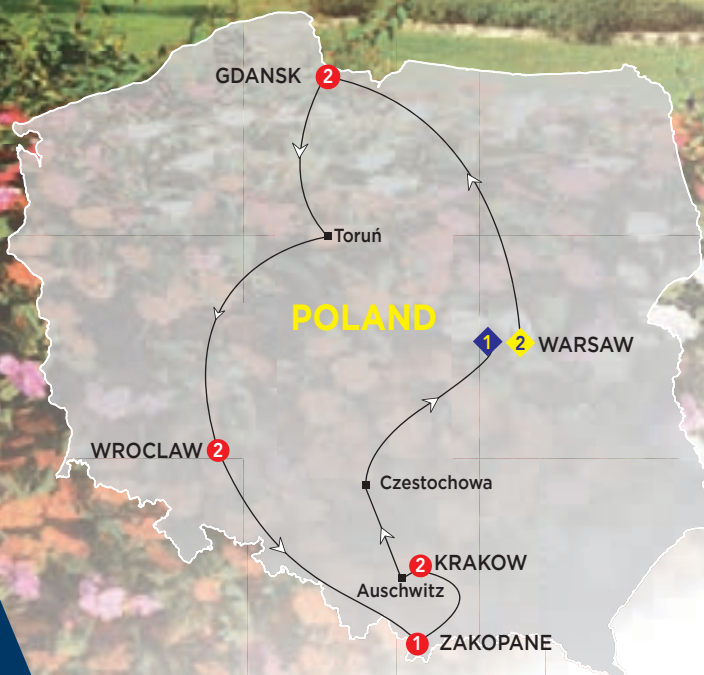 GDANSK 2
Toruń
POLAND
1 2 WARSAW
WROCLAW 2
Czestochowa
2 KRAKOW
Auschwitz
1 ZAKOPANE